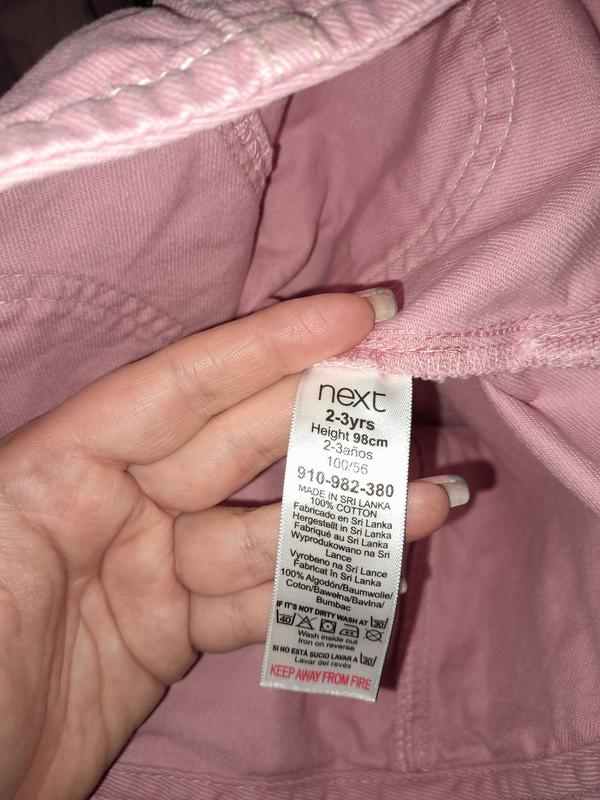 next
2-3yrs
Height 98cm
2-3años
100/56
910-982-380
MADE IN SRI LANKA
100% COTTON
Fabricado en Sri Lanka
Hergestellt in Sri Lanka
Fabriqué au Sri Lanka
Wyprodukowano na Sri
Lance
Vyrobeno na Sri Lance
Fabricat în Sri Lanka
100% Algodón/Baumwolle/
Coton/Bawełna/Bavlna/
Bumbac
IF IT'S NOT DIRTY WASH AT 30
40
Wash inside out
Iron on reverse
SI NO ESTÁ SUCIO LAVAR A 30
Lavar del revés
KEEP AWAY FROM FIRE